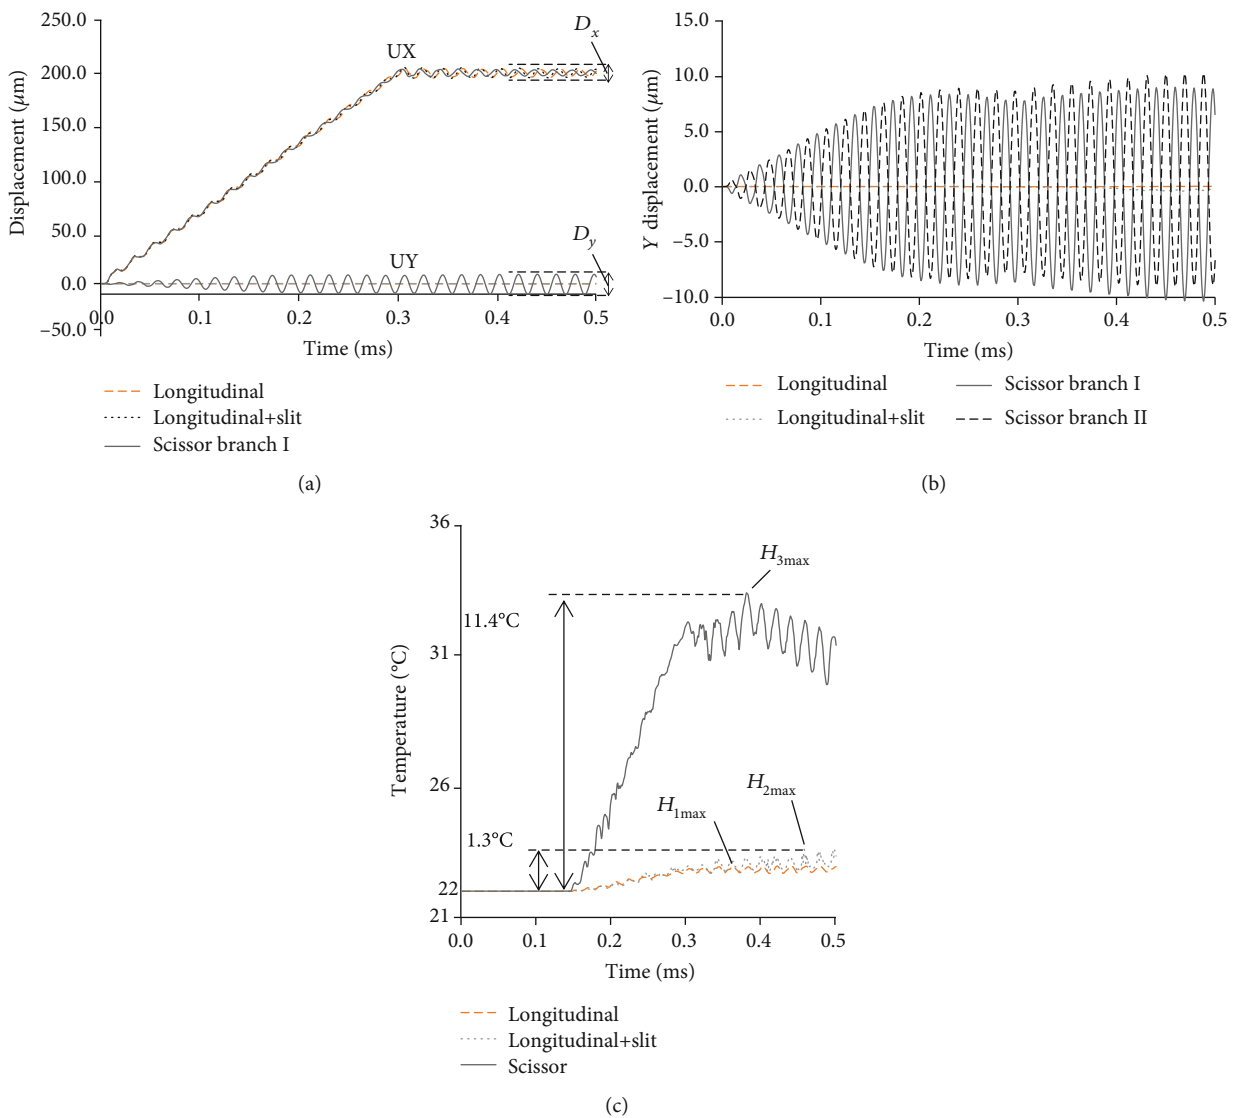 250.0
200.0
150.0
100.0
50.0
0.0
−50.0
Displacement (μm)
UX
UY
Dx
Dy
0.0 0.1 0.2 0.3 0.4 0.5
Time (ms)
Longitudinal
Longitudinal+slit
Scissor branch I
(a)
15.0
10.0
5.0
0.0
−5.0
−10.0
Y displacement (μm)
0.0 0.1 0.2 0.3 0.4 0.5
Time (ms)
Longitudinal
Longitudinal+slit
Scissor branch I
Scissor branch II
(b)
36
31
26
22
21
Temperature (°C)
11.4°C
1.3°C
H3max
H2max
H1max
0.0 0.1 0.2 0.3 0.4 0.5
Time (ms)
Longitudinal
Longitudinal+slit
Scissor
(c)